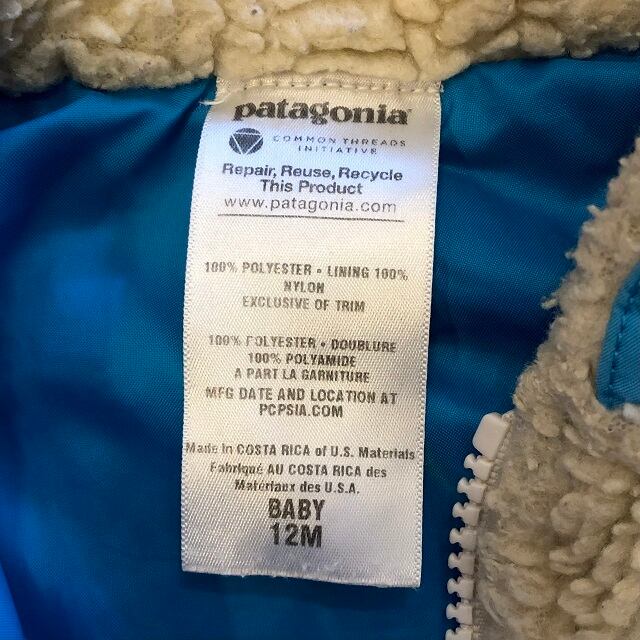 patagonia
COMMON THREADS
INITIATIVE
Repair, Reuse, Recycle
This Product
www.patagonia.com
100% POLYESTER • LINING 100%
NYLON
EXCLUSIVE OF TRIM
100% POLYESTER • DOUBLURE
100% POLYAMIDE
A PART LA GARNITURE
MFG DATE AND LOCATION AT
PCPSIA.COM
Made in COSTA RICA of U.S. Materials
Fabriqué AU COSTA RICA des
Matériaux des U.S.A.
BABY
12M